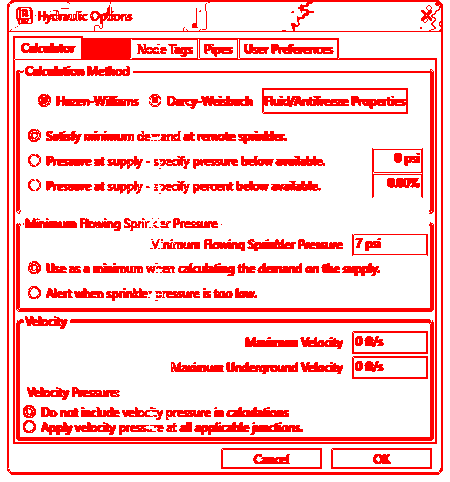 Hydraulic Options
Calculator Node Tags Pipes User Preferences
Calculation Method
Hazen-Williams Darcy-Weisbach Fluid/Antifreeze Properties
Satisfy minimum demand at remote sprinkler.
Pressure at supply - specify pressure below available. 0 psi
Pressure at supply - specify percent below available. 0.00%
Minimum Flowing Sprinkler Pressure
Minimum Flowing Sprinkler Pressure 7 psi
Use as a minimum when calculating the demand on the supply.
Alert when sprinkler pressure is too low.
Velocity
Maximum Velocity 0 ft/s
Maximum Underground Velocity 0 ft/s
Velocity Pressure:
Do not include velocity pressure in calculations
Apply velocity pressure at all applicable junctions.
Cancel OK